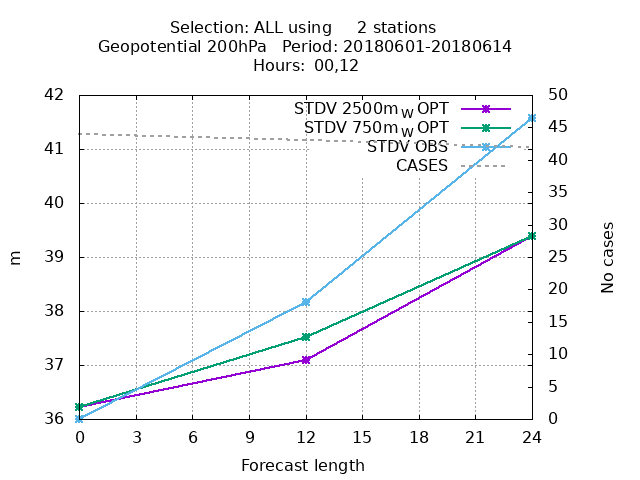 Selection: ALL using     2 stations
Geopotential 200hPa   Period: 20180601-20180614
Hours:  00,12
STDV 2500m W OPT
STDV 750m W OPT
STDV OBS
CASES
42
41
40
39
38
37
36
m
50
45
40
35
30
25
20
15
10
5
0
No cases
0 3 6 9 12 15 18 21 24
Forecast length